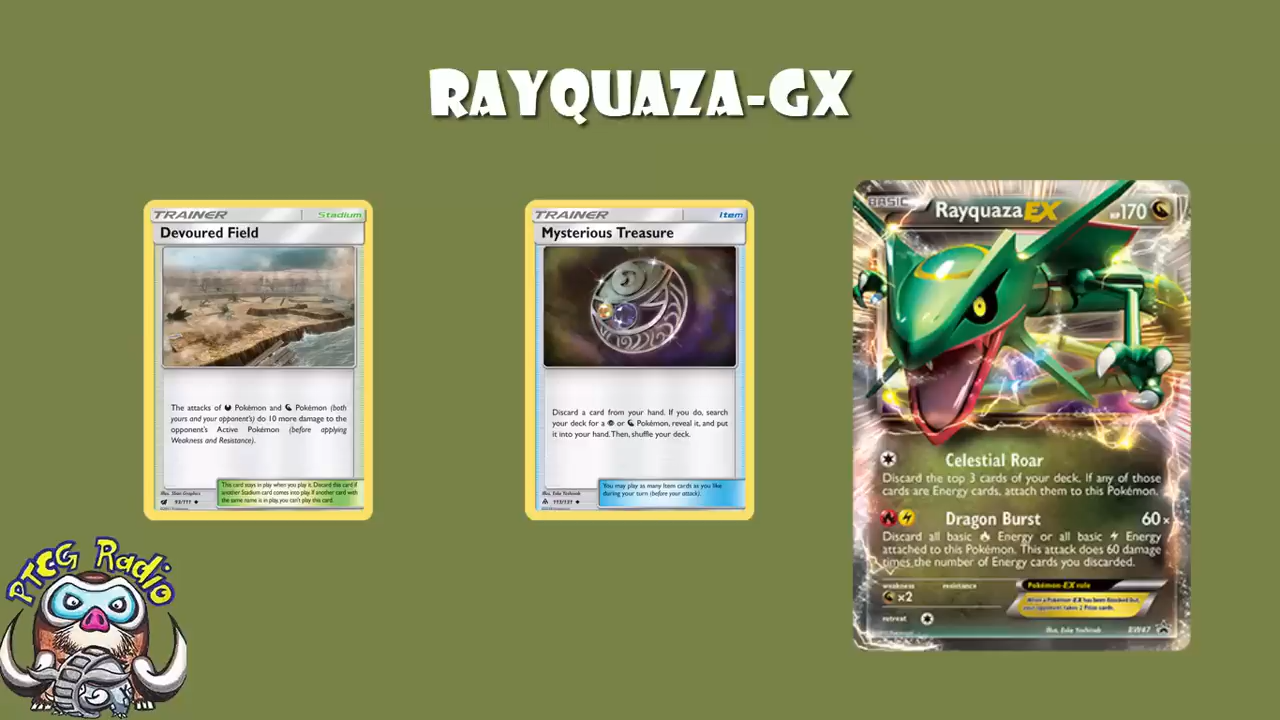 RAYQUAZA-GX
TRAINER Stadium
Devoured Field
The attacks of Pokémon and Pokémon (both
yours and your opponent's) do 10 more damage to the
opponent's Active Pokémon (before applying
Weakness and Resistance).
This card stays in play when you play it. Discard this card if
another Stadium card comes into play. If another card with
the same name is in play, you can't play this card.
93/111
TRAINER Item
Mysterious Treasure
Discard a card from your hand. If you do, search
your deck for a or Pokémon, reveal it, and put
it into your hand. Then, shuffle your deck.
You may play as many Item cards as you like
during your turn (before your attack).
Illus. Eske Yoshinob
113/131
BASIC
RayquazaEX HP170
Celestial Roar
Discard the top 3 cards of your deck. If any of those
cards are Energy cards, attach them to this Pokémon.
Dragon Burst 60×
Discard all basic Energy or all basic Energy
attached to this Pokémon. This attack does 60 damage
times the number of Energy cards you discarded.
weakness resistance
×2
Pokémon-EX rule
When a Pokémon-EX has been Knocked Out,
your opponent takes 2 Prize cards.
retreat
Illus. Eske Yoshinob BW47
PTCG Radio